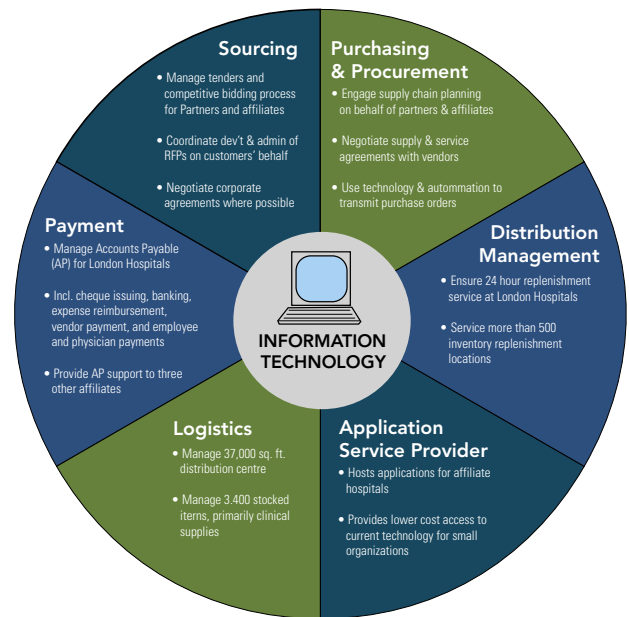 Sourcing
• Manage tenders and
competitive bidding process
for Partners and affiliates
• Coordinate dev't & admin of
RFPs on customers' behalf
• Negotiate corporate
agreements where possible
Purchasing
& Procurement
• Engage supply chain planning
on behalf of partners & affiliates
• Negotiate supply & service
agreements with vendors
• Use technology & autommation to
transmit purchase orders
Distribution
Management
• Ensure 24 hour replenishment
service at London Hospitals
• Service more than 500
inventory replenishment
locations
Application
Service Provider
• Hosts applications for affiliate
hospitals
• Provides lower cost access to
current technology for small
organizations
Logistics
• Manage 37,000 sq. ft.
distribution centre
• Manage 3.400 stocked
iterns, primarily clinical
supplies
Payment
• Manage Accounts Payable
(AP) for London Hospitals
• Incl. cheque issuing, banking,
expense reimbursement,
vendor payment, and employee
and physician payments
• Provide AP support to three
other affiliates
INFORMATION
TECHNOLOGY